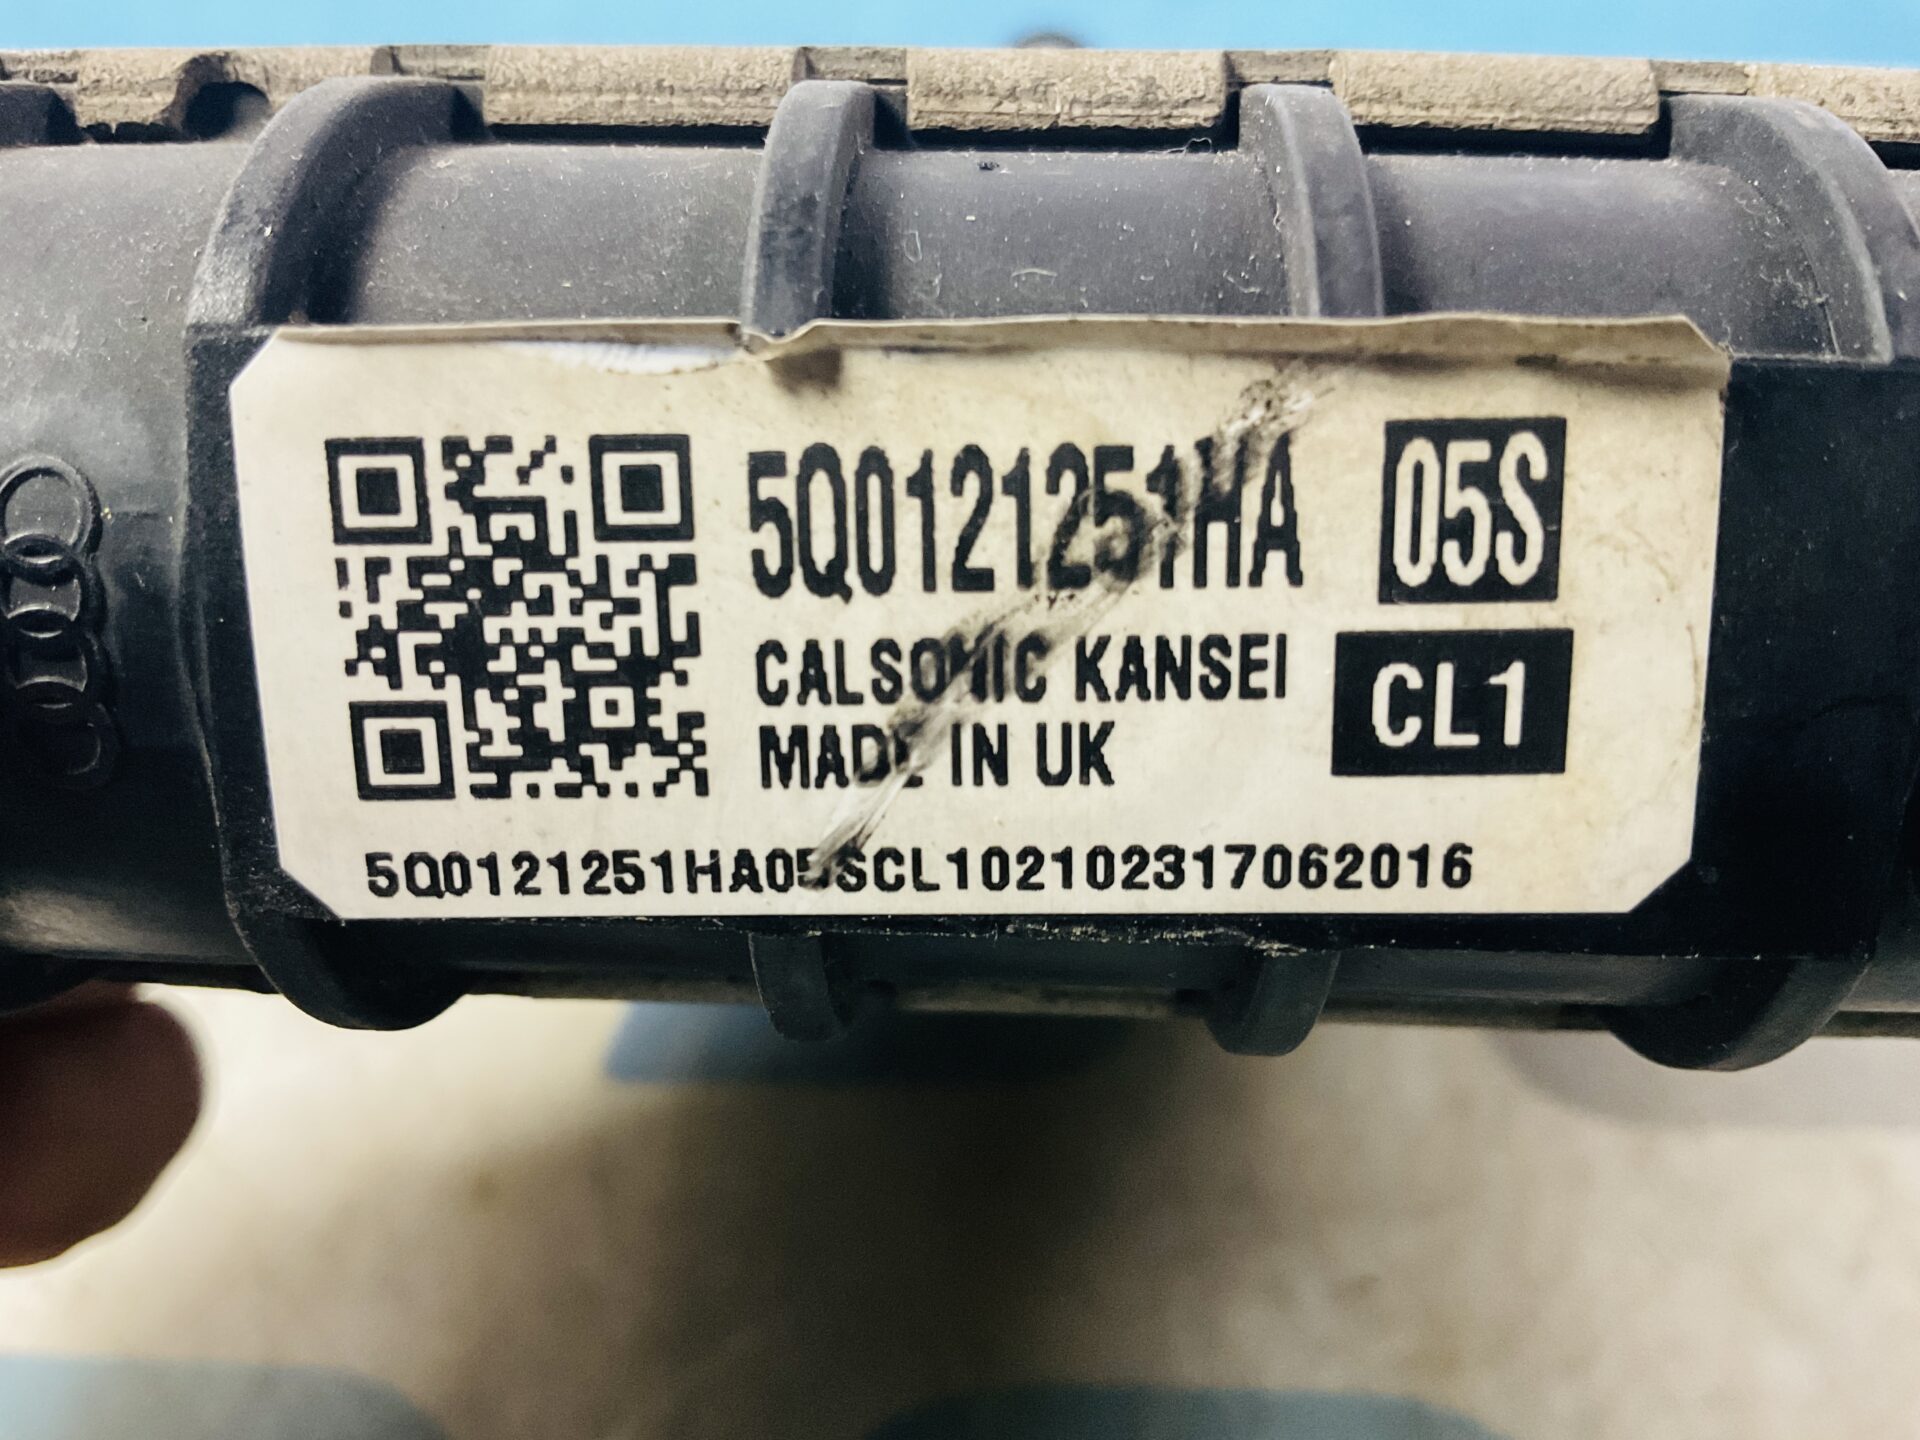 5Q0121251HA 05S
CALSONIC KANSEI
MADE IN UK
CL1
5Q0121251HA05SCL102102317062016